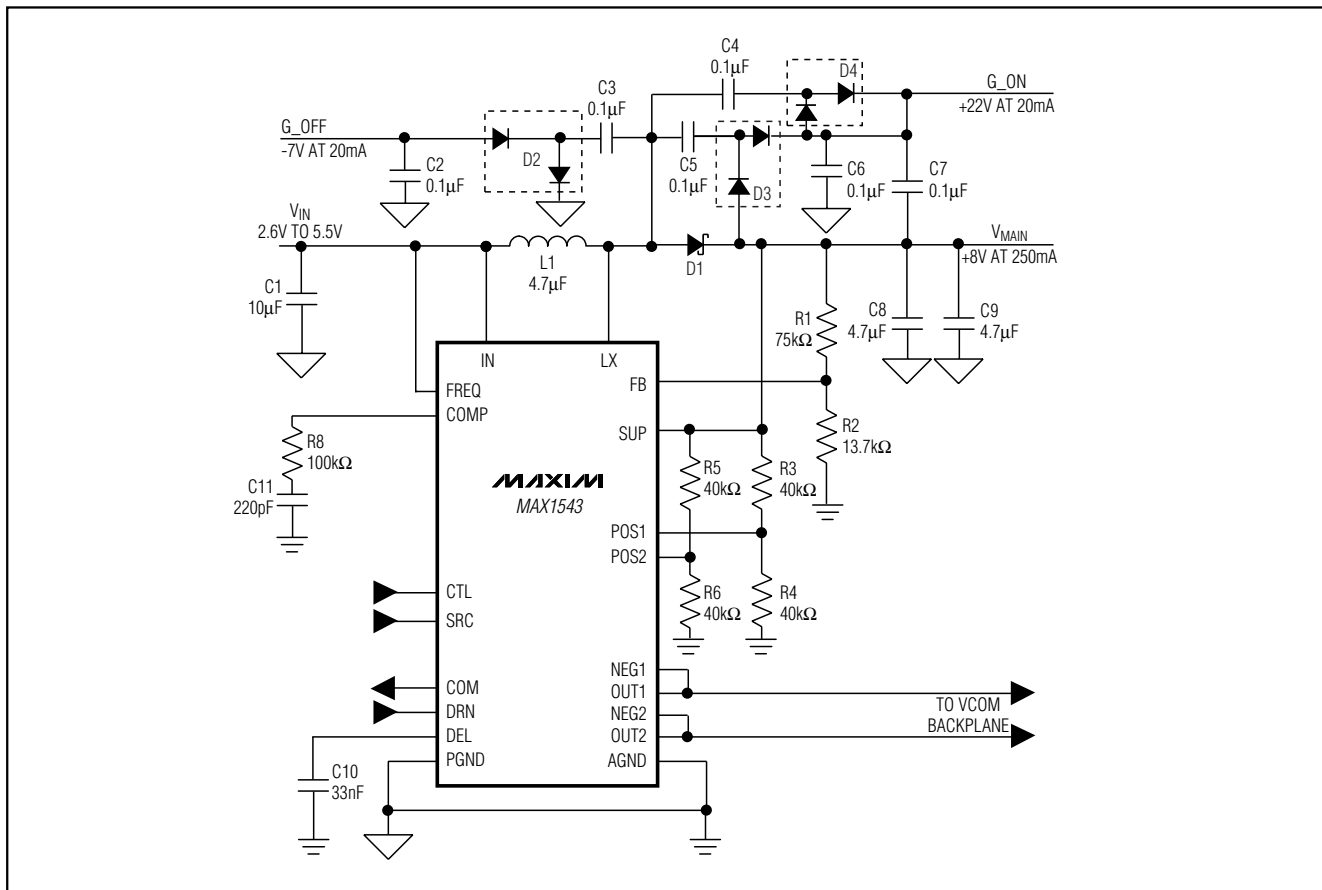 C4
0.1µF
D4
G_ON
+22V AT 20mA
C3
0.1µF
G_OFF
-7V AT 20mA
D2
C2
0.1µF
C5
0.1µF
D3
C6
0.1µF
C7
0.1µF
VIN
2.6V TO 5.5V
L1
4.7µF
D1
VMAIN
+8V AT 250mA
C1
10µF
R1
75kΩ
C8
4.7µF
C9
4.7µF
IN
LX
FREQ
COMP
FB
SUP
R2
13.7kΩ
R8
100kΩ
C11
220pF
R5
40kΩ
R3
40kΩ
MAXIM
MAX1543
POS1
POS2
CTL
SRC
R6
40kΩ
R4
40kΩ
NEG1
OUT1
NEG2
OUT2
COM
DRN
DEL
PGND
AGND
TO VCOM
BACKPLANE
C10
33nF